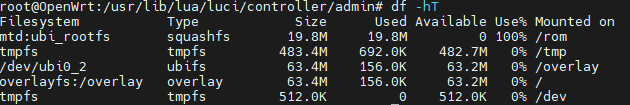 root@OpenWrt:/usr/lib/lua/luci/controller/admin# df -hT
Filesystem Type Size Used Available Use% Mounted on
mtd:ubi_rootfs squashfs 19.8M 19.8M 0 100% /rom
tmpfs tmpfs 483.4M 692.0K 482.7M 0% /tmp
/dev/ubi0_2 ubifs 63.4M 156.0K 63.2M 0% /overlay
overlayfs:/overlay overlay 63.4M 156.0K 63.2M 0% /
tmpfs tmpfs 512.0K 0 512.0K 0% /dev